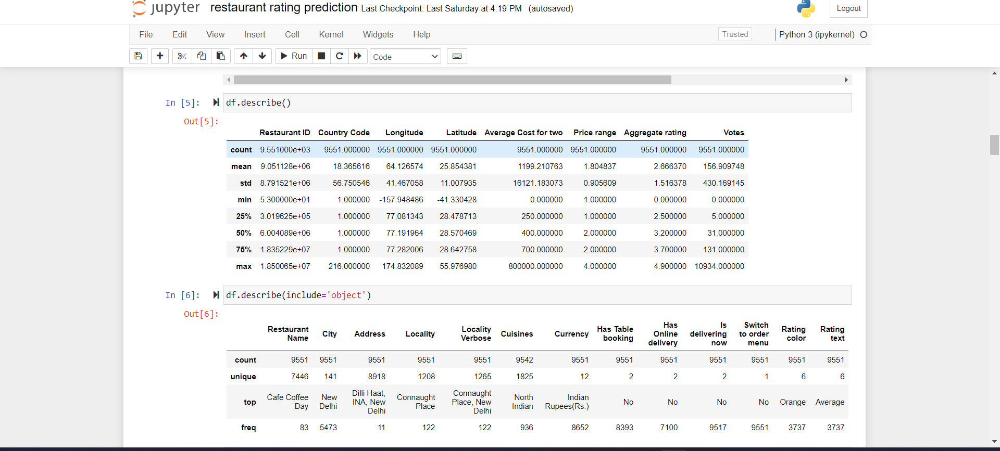 jupyter restaurant rating prediction Last Checkpoint: Last Saturday at 4:19 PM (autosaved) Logout
File Edit View Insert Cell Kernel Widgets Help Trusted Python 3 (ipykernel)
Run Code
In [5]: df.describe()
Out[5]:
Restaurant ID Country Code Longitude Latitude Average Cost for two Price range Aggregate rating Votes
count 9.551000e+03 9551.000000 9551.000000 9551.000000 9551.000000 9551.000000 9551.000000 9551.000000
mean 9.051128e+06 18.365616 64.126574 25.854381 1199.210763 1.804837 2.666370 156.909748
std 8.791521e+06 56.750546 41.467058 11.007935 16121.183073 0.905609 1.516378 430.169145
min 5.300000e+01 1.000000 -157.948486 -41.330428 0.000000 1.000000 0.000000 0.000000
25% 3.019625e+05 1.000000 77.081343 28.478713 250.000000 1.000000 2.500000 5.000000
50% 6.004089e+06 1.000000 77.191964 28.570469 400.000000 2.000000 3.200000 31.000000
75% 1.835229e+07 1.000000 77.282006 28.642758 700.000000 2.000000 3.700000 131.000000
max 1.850065e+07 216.000000 174.832089 55.976980 800000.000000 4.000000 4.900000 10934.000000
In [6]: df.describe(include='object')
Out[6]:
Restaurant Name City Address Locality Locality Verbose Cuisines Currency Has Table booking Has Online delivery Is delivering now Switch to order menu Rating color Rating text
count 9551 9551 9551 9551 9551 9542 9551 9551 9551 9551 9551 9551 9551
unique 7446 141 8918 1208 1265 1825 12 2 2 2 1 6 6
top Cafe Coffee Day New Delhi Dilli Haat, INA, New Delhi Connaught Place Connaught Place, New Delhi North Indian Indian Rupees(Rs.) No No No No Orange Average
freq 83 5473 11 122 122 936 8652 8393 7100 9517 9551 3737 3737